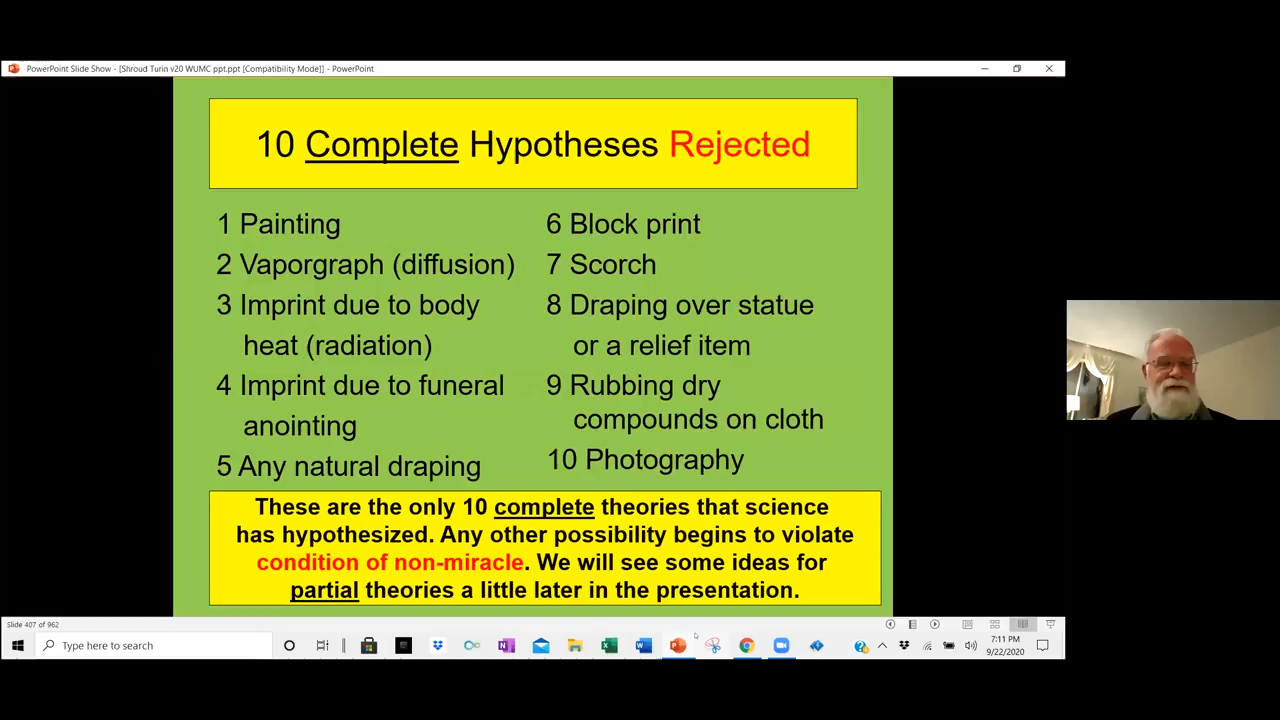 PowerPoint Slide Show - [Shroud Turin v20 WUMC ppt.ppt [Compatibility Mode]] - PowerPoint
10 Complete Hypotheses Rejected
1 Painting
2 Vaporgraph (diffusion)
3 Imprint due to body
heat (radiation)
4 Imprint due to funeral
anointing
5 Any natural draping
6 Block print
7 Scorch
8 Draping over statue
or a relief item
9 Rubbing dry
compounds on cloth
10 Photography
These are the only 10 complete theories that science
has hypothesized. Any other possibility begins to violate
condition of non-miracle. We will see some ideas for
partial theories a little later in the presentation.
Slide 407 of 962
Type here to search
7:11 PM
9/22/2020